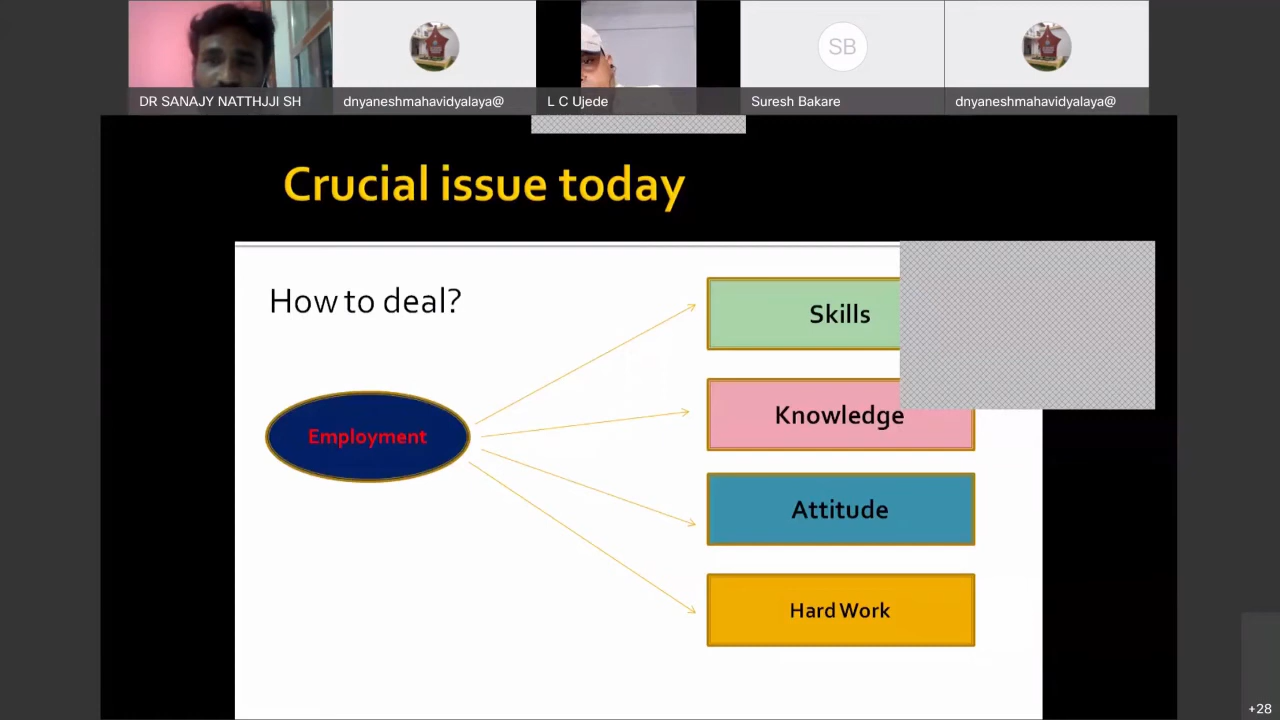 SB
DR SANAJY NATTHJJI SH
dnyaneshmahavidyalaya@
L C Ujede
Suresh Bakare
dnyaneshmahavidyalaya@
Crucial issue today
How to deal?
Employment
Skills
Knowledge
Attitude
Hard Work
+28